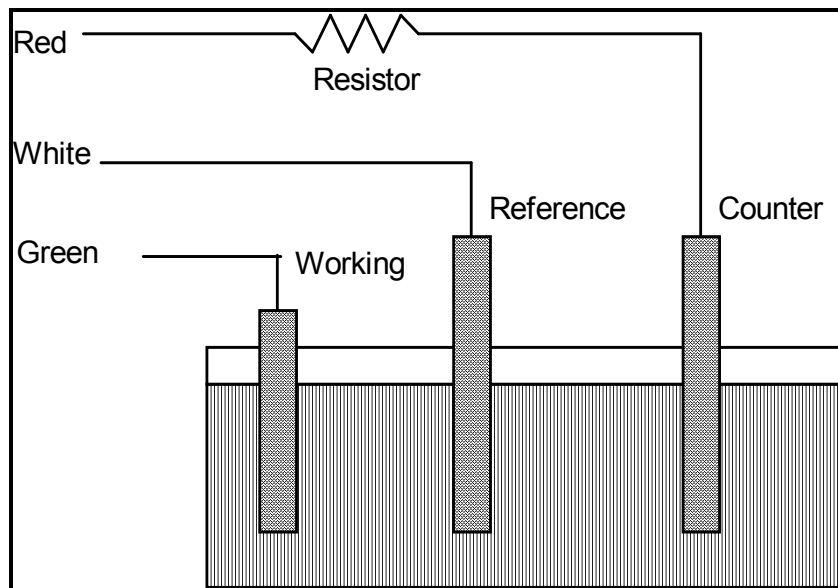 Red
Resistor
White
Reference
Counter
Green
Working